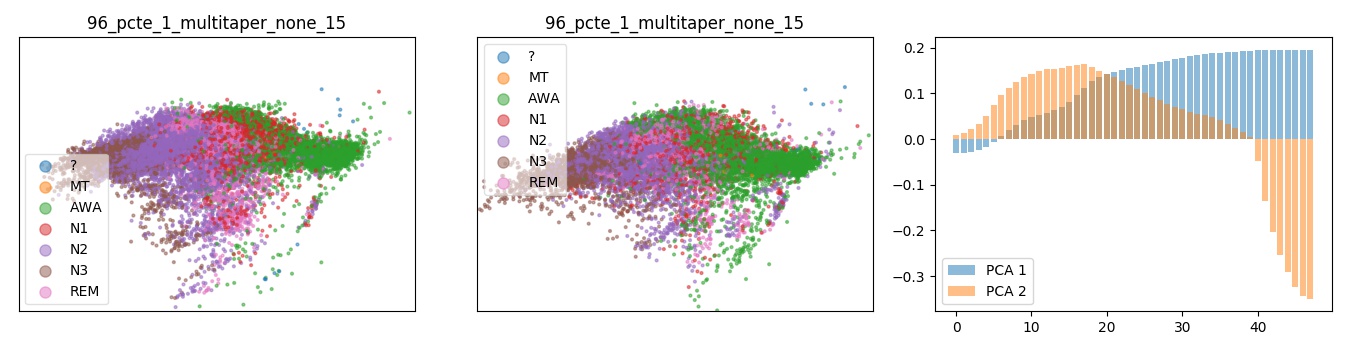 96_pcte_1_multitaper_none_15
?
MT
AWA
N1
N2
N3
REM
96_pcte_1_multitaper_none_15
?
MT
AWA
N1
N2
N3
REM
0.2
0.1
0.0
−0.1
−0.2
−0.3
PCA 1
PCA 2
0
10
20
30
40